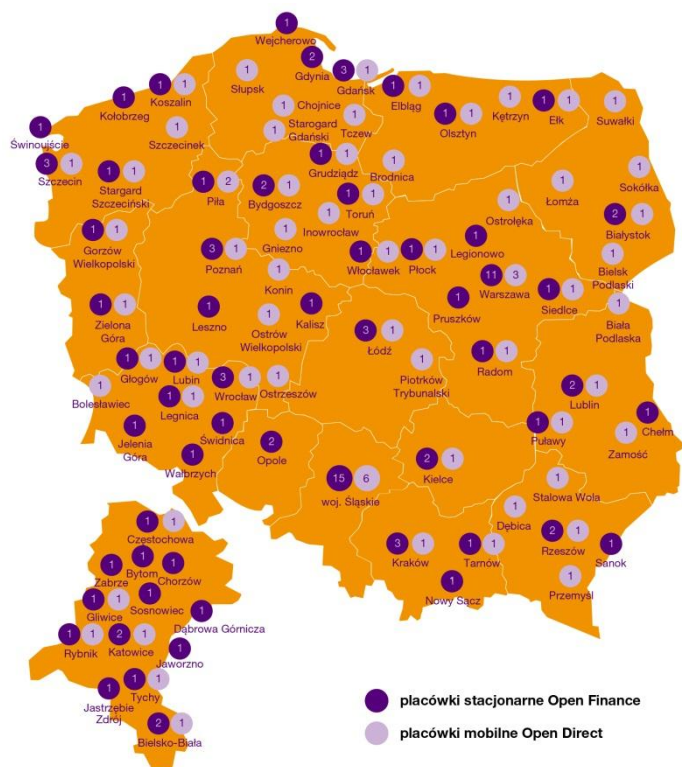 1
Wejcherowo
2
Gdynia
3 1
Gdańsk
1
Słupsk
1 1
Koszalin
1
Kołobrzeg
1
Świnoujście
3 1
Szczecin
1
Szczecinek
1 1
Stargard
Szczeciński
1
Chojnice
1
Starogard
Gdański
1
Tczew
1 1
Elbląg
1 1
Olsztyn
1
Kętrzyn
1 1
Ełk
1
Suwałki
1 1
Grudziądz
1
Brodnica
1 2
Piła
2 1
Bydgoszcz
1 1
Toruń
1
Inowrocław
1
Gniezno
1
Łomża
1
Sokółka
2 1
Białystok
1
Ostrołęka
1
Legionowo
1
Bielsk
Podlaski
1 1
Gorzów
Wielkopolski
3 1
Poznań
1
Konin
1 1
Włocławek
1 1
Płock
11 3
Warszawa
1
Pruszków
1 1
Siedlce
1
Biała
Podlaska
1 1
Zielona
Góra
1
Leszno
1
Ostrów
Wielkopolski
1
Kalisz
3 1
Łódź
1
Piotrków
Trybunalski
1 1
Radom
1 1
Głogów
1 1
Lubin
3 1
Wrocław
1
Ostrzeszów
1
Bolesławiec
1 1
Legnica
2 1
Lublin
1
Chełm
1 1
Puławy
1
Zamość
1
Jelenia
Góra
1
Świdnica
1
Wałbrzych
2
Opole
15 6
woj. Śląskie
2 1
Kielce
1
Stalowa Wola
1
Dębica
3 1
Kraków
1 1
Tarnów
2 1
Rzeszów
1
Sanok
1
Nowy Sącz
1
Przemyśl
1 1
Częstochowa
1
Zabrze
1
Bytom
1
Chorzów
1 1
Gliwice
1
Sosnowiec
1
Dąbrowa Górnicza
1 1
Rybnik
2 1
Katowice
1
Jaworzno
1
Jastrzębie
Zdrój
1 1
Tychy
2 1
Bielsko-Biała
placówki stacjonarne Open Finance
placówki mobilne Open Direct